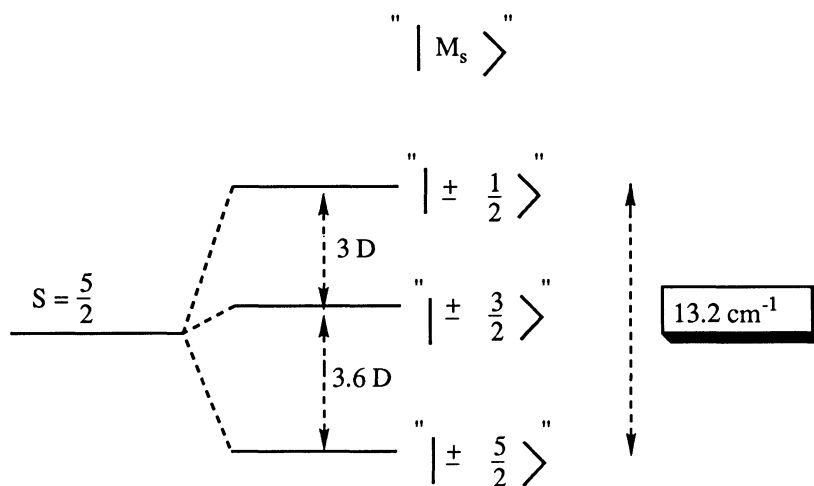 " | Mₛ 〉"
" | ± 1/2 〉"
3 D
S = 5/2
" | ± 3/2 〉"
13.2 cm⁻¹
3.6 D
" | ± 5/2 〉"